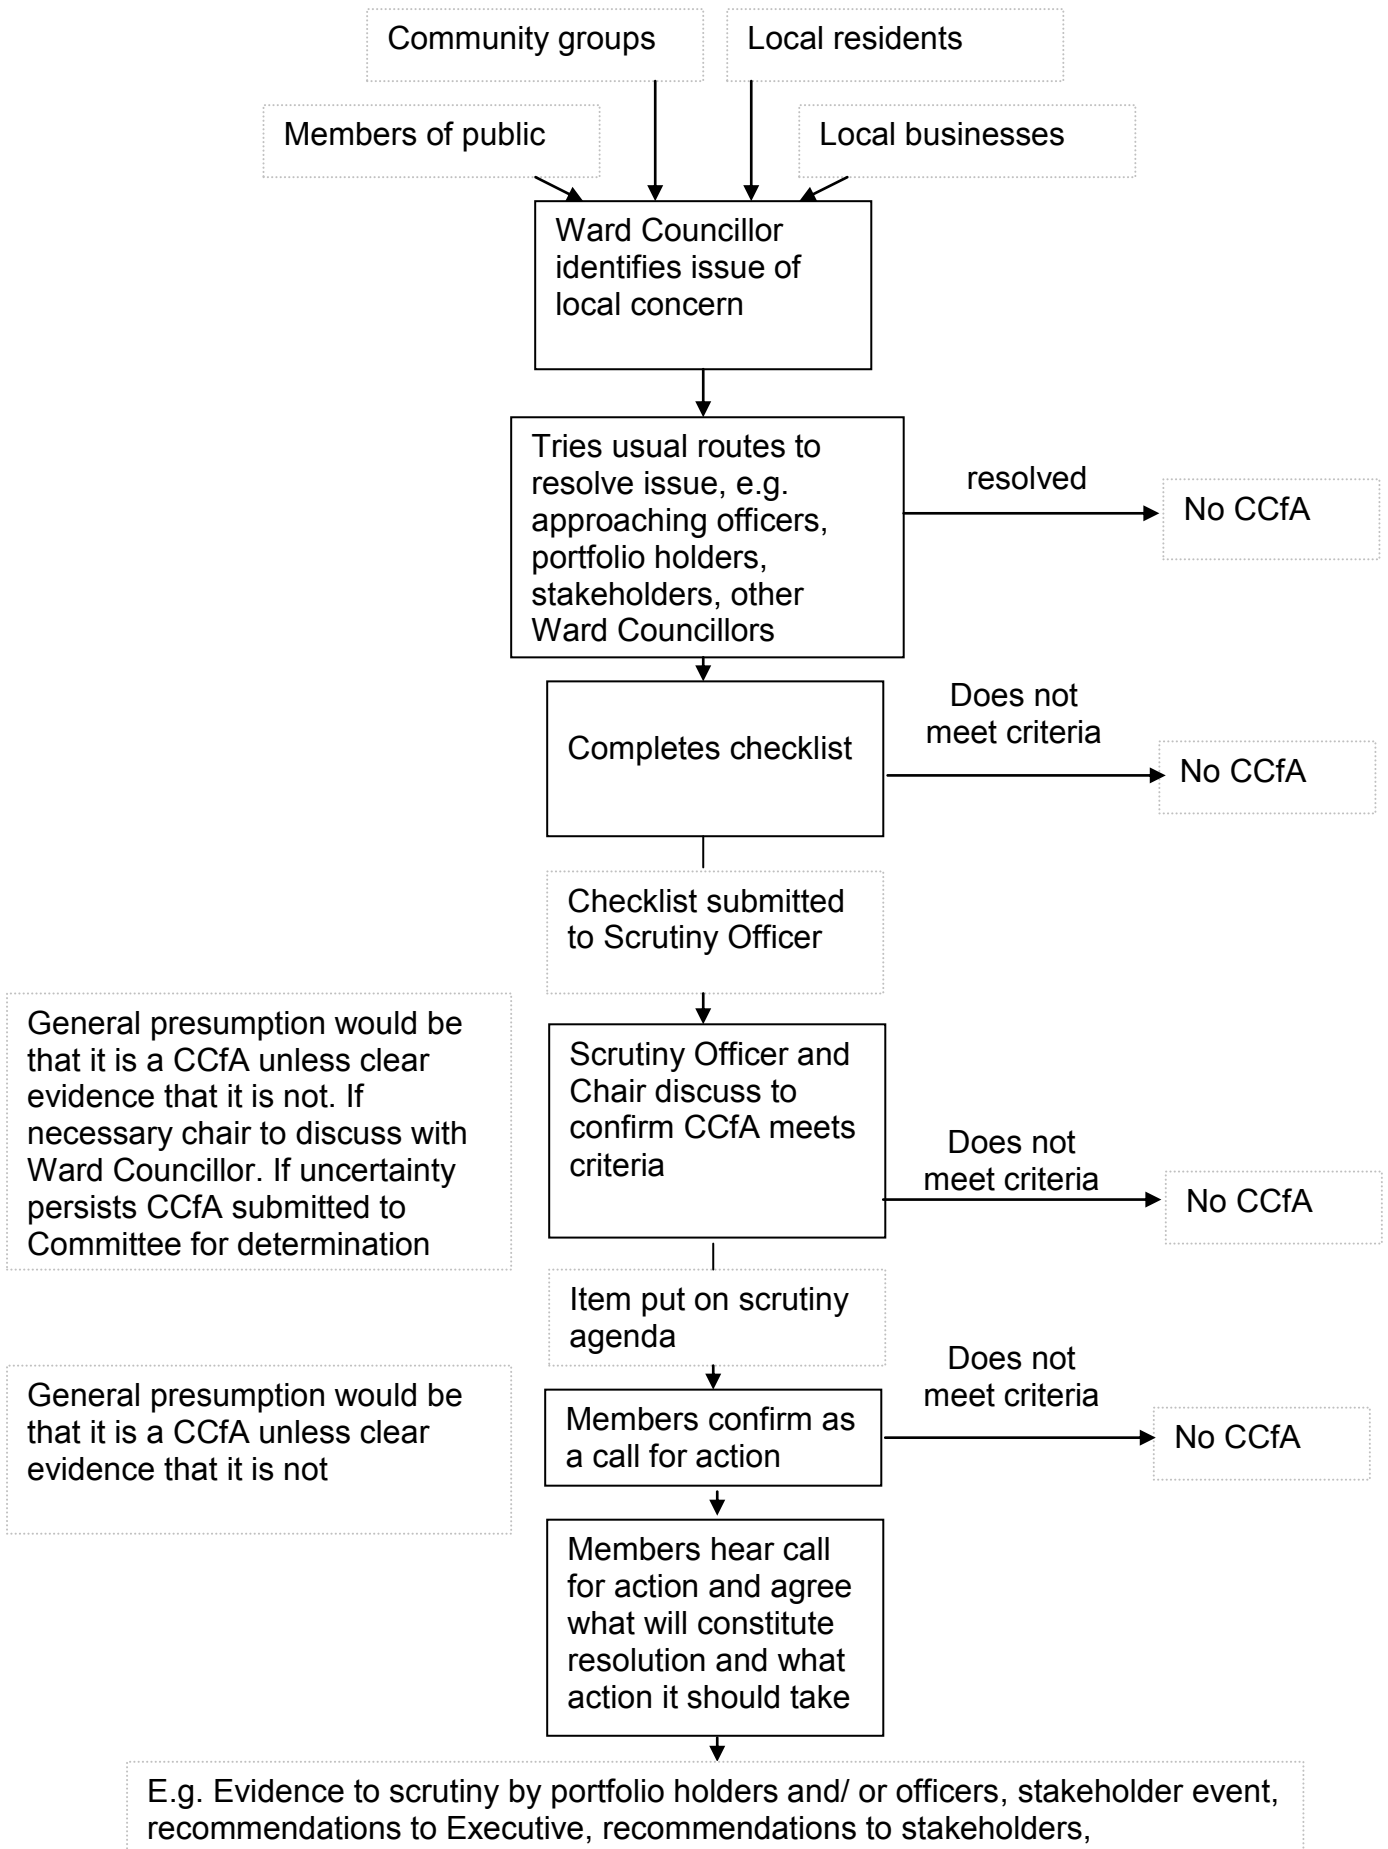 Community groups
Local residents
Members of public
Local businesses
Ward Councillor
identifies issue of
local concern
Tries usual routes to
resolve issue, e.g.
approaching officers,
portfolio holders,
stakeholders, other
Ward Councillors
resolved
No CCfA
Completes checklist
Does not
meet criteria
No CCfA
Checklist submitted
to Scrutiny Officer
General presumption would be
that it is a CCfA unless clear
evidence that it is not. If
necessary chair to discuss with
Ward Councillor. If uncertainty
persists CCfA submitted to
Committee for determination
Scrutiny Officer and
Chair discuss to
confirm CCfA meets
criteria
Does not
meet criteria
No CCfA
Item put on scrutiny
agenda
General presumption would be
that it is a CCfA unless clear
evidence that it is not
Members confirm as
a call for action
Does not
meet criteria
No CCfA
Members hear call
for action and agree
what will constitute
resolution and what
action it should take
E.g. Evidence to scrutiny by portfolio holders and/ or officers, stakeholder event,
recommendations to Executive, recommendations to stakeholders,